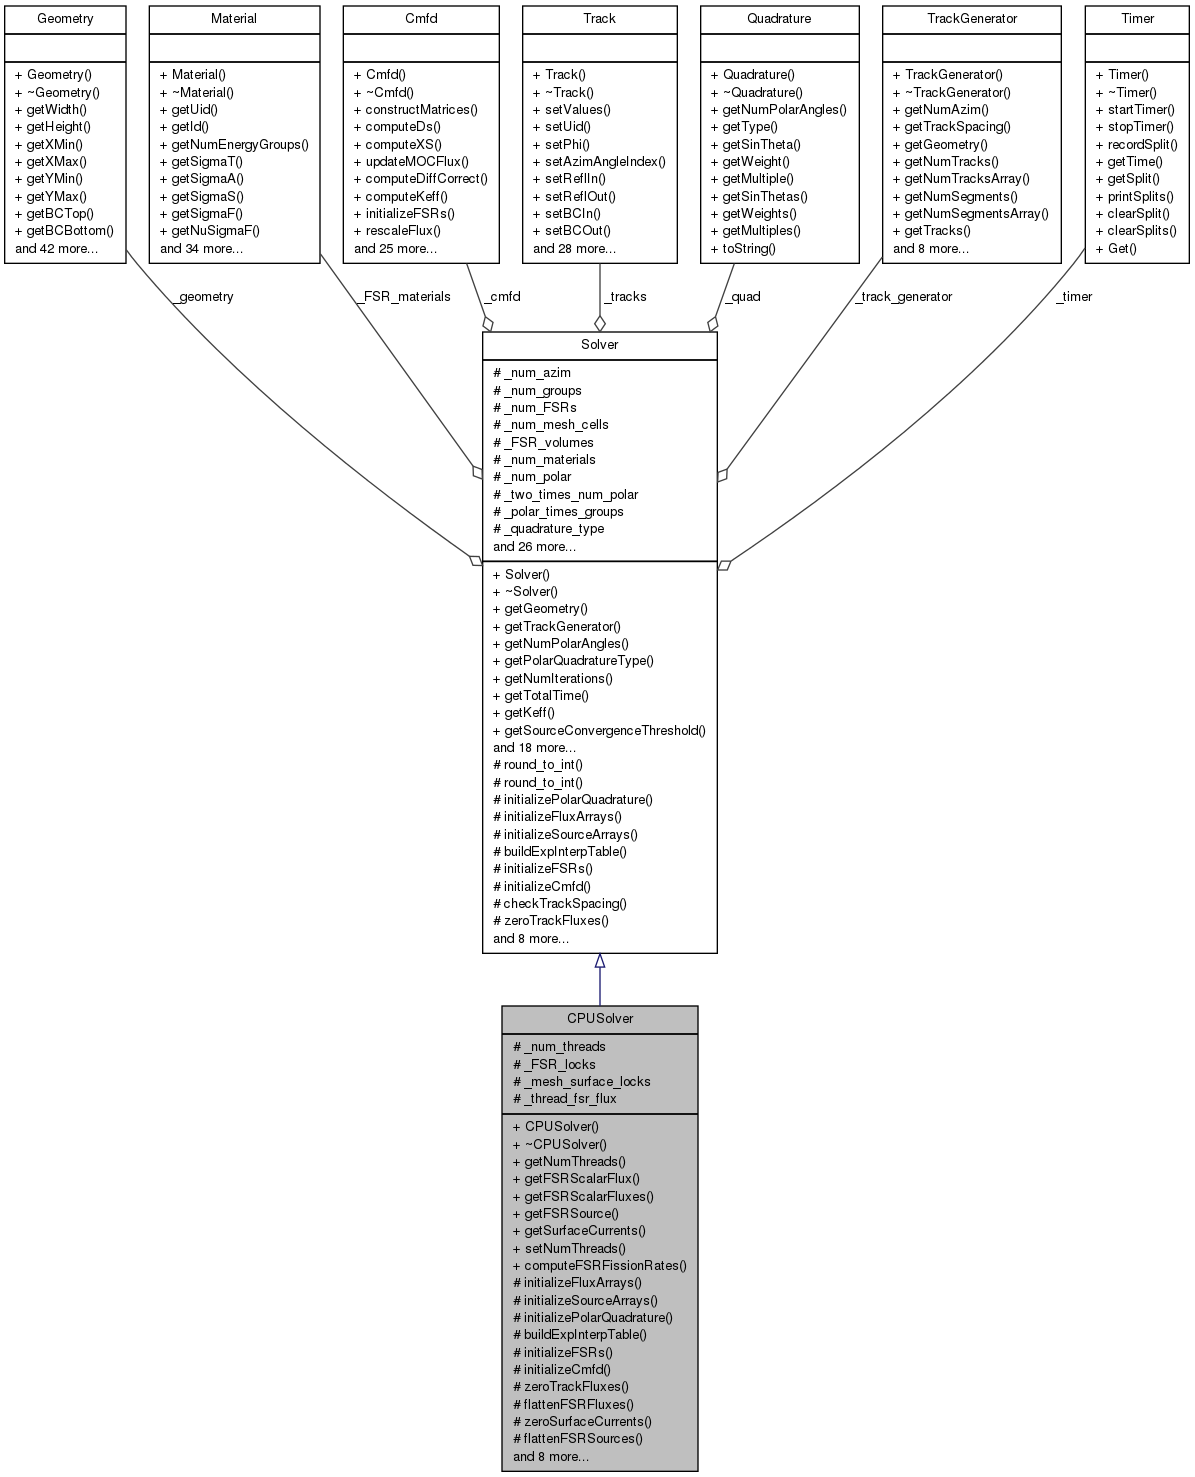 Geometry
+ Geometry()
+ ~Geometry()
+ getWidth()
+ getHeight()
+ getXMin()
+ getXMax()
+ getYMin()
+ getYMax()
+ getBCTop()
+ getBCBottom()
and 42 more...
Material
+ Material()
+ ~Material()
+ getUid()
+ getId()
+ getNumEnergyGroups()
+ getSigmaT()
+ getSigmaA()
+ getSigmaS()
+ getSigmaF()
+ getNuSigmaF()
and 34 more...
Cmfd
+ Cmfd()
+ ~Cmfd()
+ constructMatrices()
+ computeDs()
+ computeXS()
+ updateMOCFlux()
+ computeDiffCorrect()
+ computeKeff()
+ initializeFSRs()
+ rescaleFlux()
and 25 more...
Track
+ Track()
+ ~Track()
+ setValues()
+ setUid()
+ setPhi()
+ setAzimAngleIndex()
+ setReflIn()
+ setReflOut()
+ setBCIn()
+ setBCOut()
and 28 more...
Quadrature
+ Quadrature()
+ ~Quadrature()
+ getNumPolarAngles()
+ getType()
+ getSinTheta()
+ getWeight()
+ getMultiple()
+ getSinThetas()
+ getWeights()
+ getMultiples()
+ toString()
TrackGenerator
+ TrackGenerator()
+ ~TrackGenerator()
+ getNumAzim()
+ getTrackSpacing()
+ getGeometry()
+ getNumTracks()
+ getNumTracksArray()
+ getNumSegments()
+ getNumSegmentsArray()
+ getTracks()
and 8 more...
Timer
+ Timer()
+ ~Timer()
+ startTimer()
+ stopTimer()
+ recordSplit()
+ getTime()
+ getSplit()
+ printSplits()
+ clearSplit()
+ clearSplits()
+ Get()
_geometry
_FSR_materials
_cmfd
_tracks
_quad
_track_generator
_timer
Solver
# _num_azim
# _num_groups
# _num_FSRs
# _num_mesh_cells
# _FSR_volumes
# _num_materials
# _num_polar
# _two_times_num_polar
# _polar_times_groups
# _quadrature_type
and 26 more...
+ Solver()
+ ~Solver()
+ getGeometry()
+ getTrackGenerator()
+ getNumPolarAngles()
+ getPolarQuadratureType()
+ getNumIterations()
+ getTotalTime()
+ getKeff()
+ getSourceConvergenceThreshold()
and 18 more...
# round_to_int()
# round_to_int()
# initializePolarQuadrature()
# initializeFluxArrays()
# initializeSourceArrays()
# buildExpInterpTable()
# initializeFSRs()
# initializeCmfd()
# checkTrackSpacing()
# zeroTrackFluxes()
and 8 more...
CPUSolver
# _num_threads
# _FSR_locks
# _mesh_surface_locks
# _thread_fsr_flux
+ CPUSolver()
+ ~CPUSolver()
+ getNumThreads()
+ getFSRScalarFlux()
+ getFSRScalarFluxes()
+ getFSRSource()
+ getSurfaceCurrents()
+ setNumThreads()
+ computeFSRFissionRates()
# initializeFluxArrays()
# initializeSourceArrays()
# initializePolarQuadrature()
# buildExpInterpTable()
# initializeFSRs()
# initializeCmfd()
# zeroTrackFluxes()
# flattenFSRFluxes()
# zeroSurfaceCurrents()
# flattenFSRSources()
and 8 more...